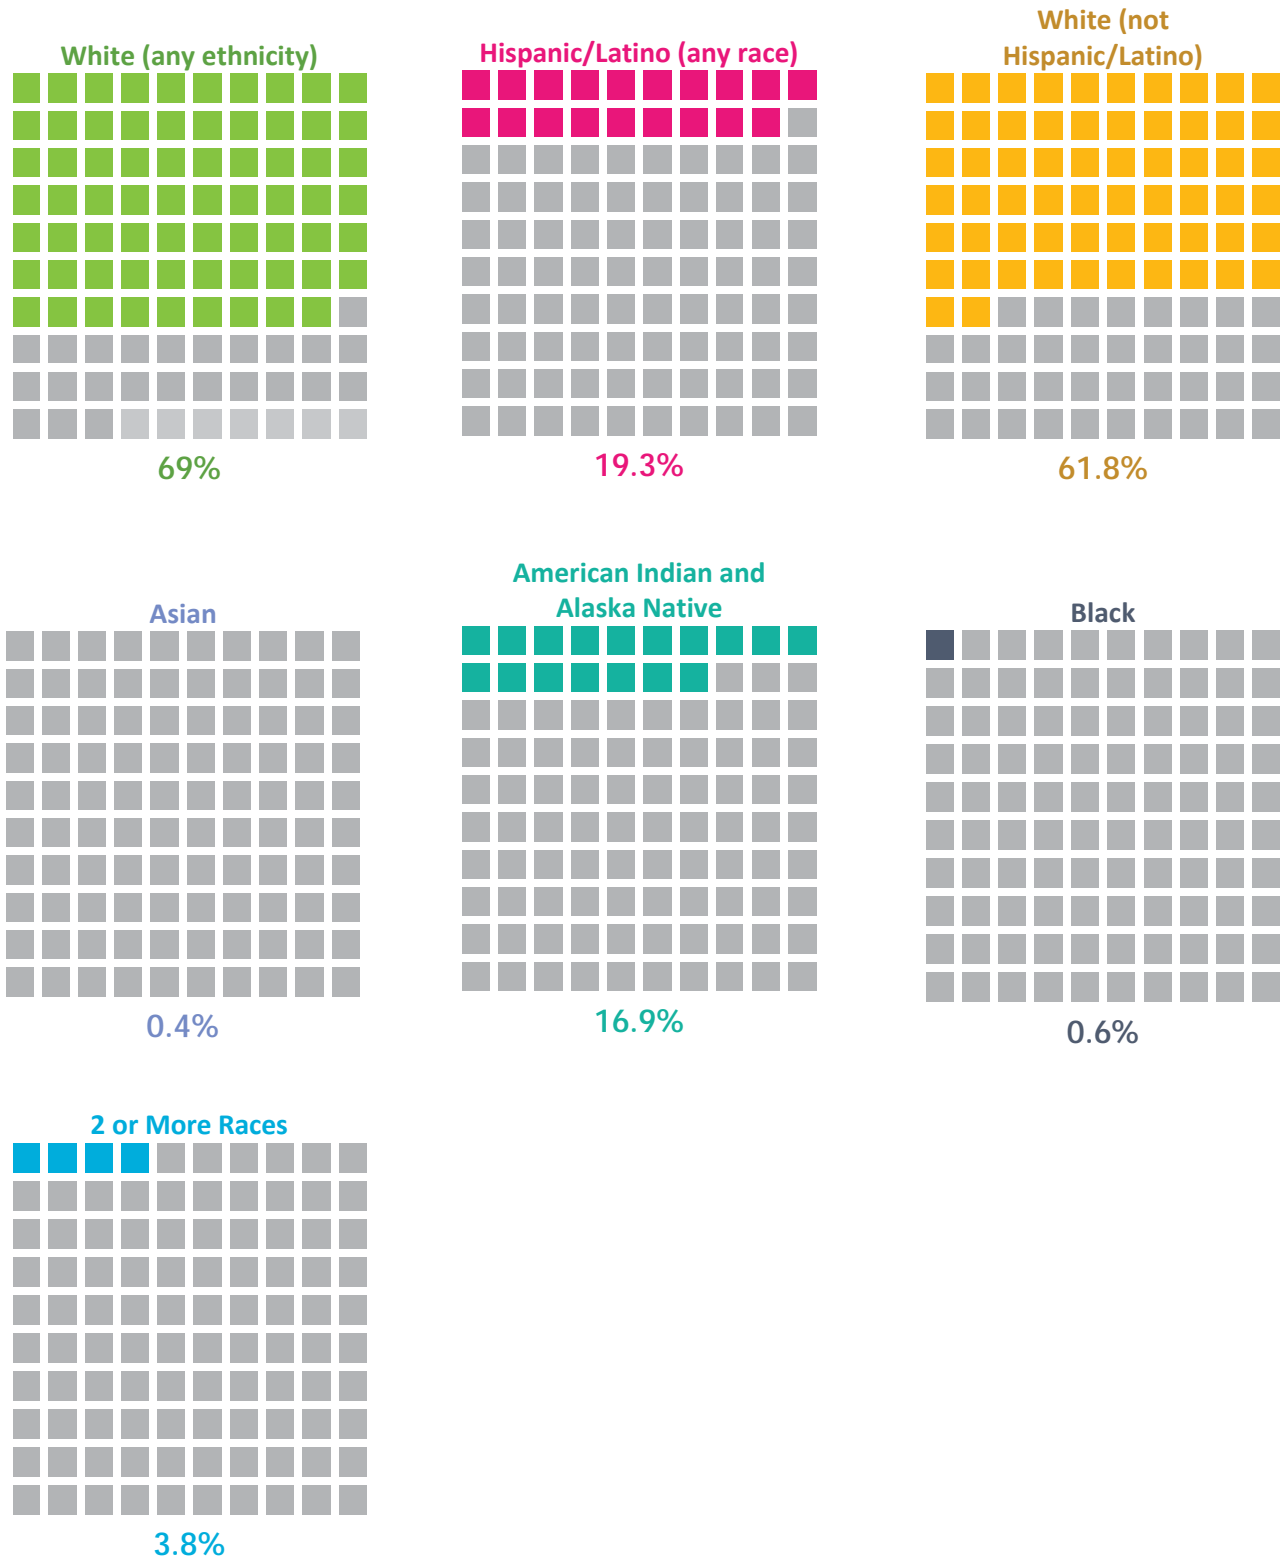 White (any ethnicity)
69%
Hispanic/Latino (any race)
19.3%
White (not
Hispanic/Latino)
61.8%
Asian
0.4%
American Indian and
Alaska Native
16.9%
Black
0.6%
2 or More Races
3.8%